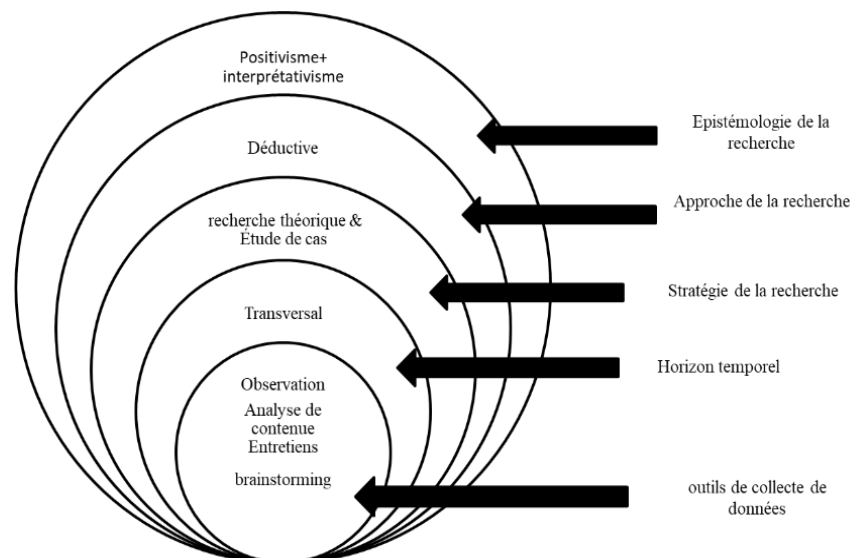 Positivisme+
interprétativisme
Epistémologie de la
recherche
Déductive
Approche de la recherche
recherche théorique &
Étude de cas
Stratégie de la recherche
Transversal
Horizon temporel
Observation
Analyse de
contenue
Entretiens
brainstorming
outils de collecte de
données